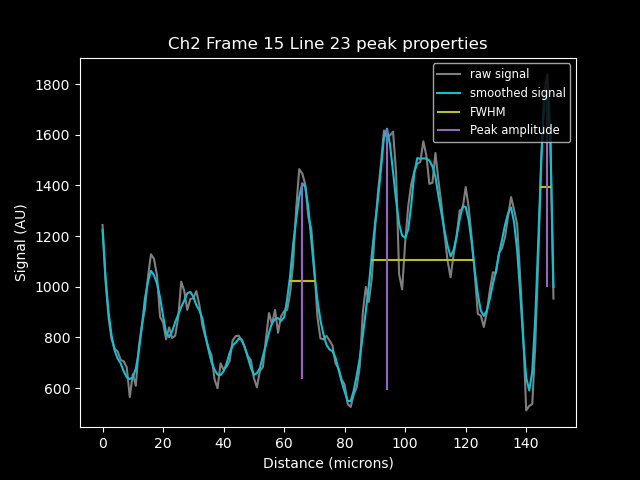 Ch2 Frame 15 Line 23 peak properties
raw signal
smoothed signal
FWHM
Peak amplitude
Signal (AU)
1800
1600
1400
1200
1000
800
600
0 20 40 60 80 100 120 140
Distance (microns)